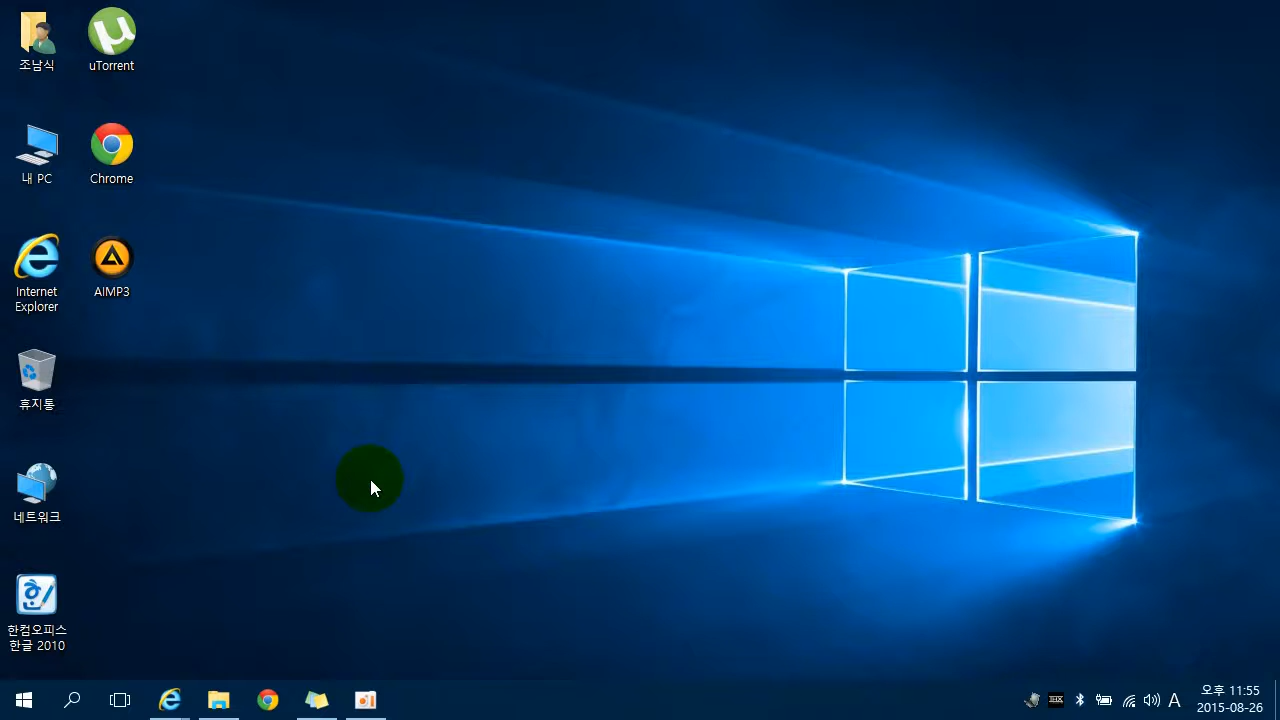 조남식
uTorrent
내 PC
Chrome
Internet
Explorer
AIMP3
휴지통
네트워크
한컴오피스
한글 2010
THX
A
오후 11:55
2015-08-26